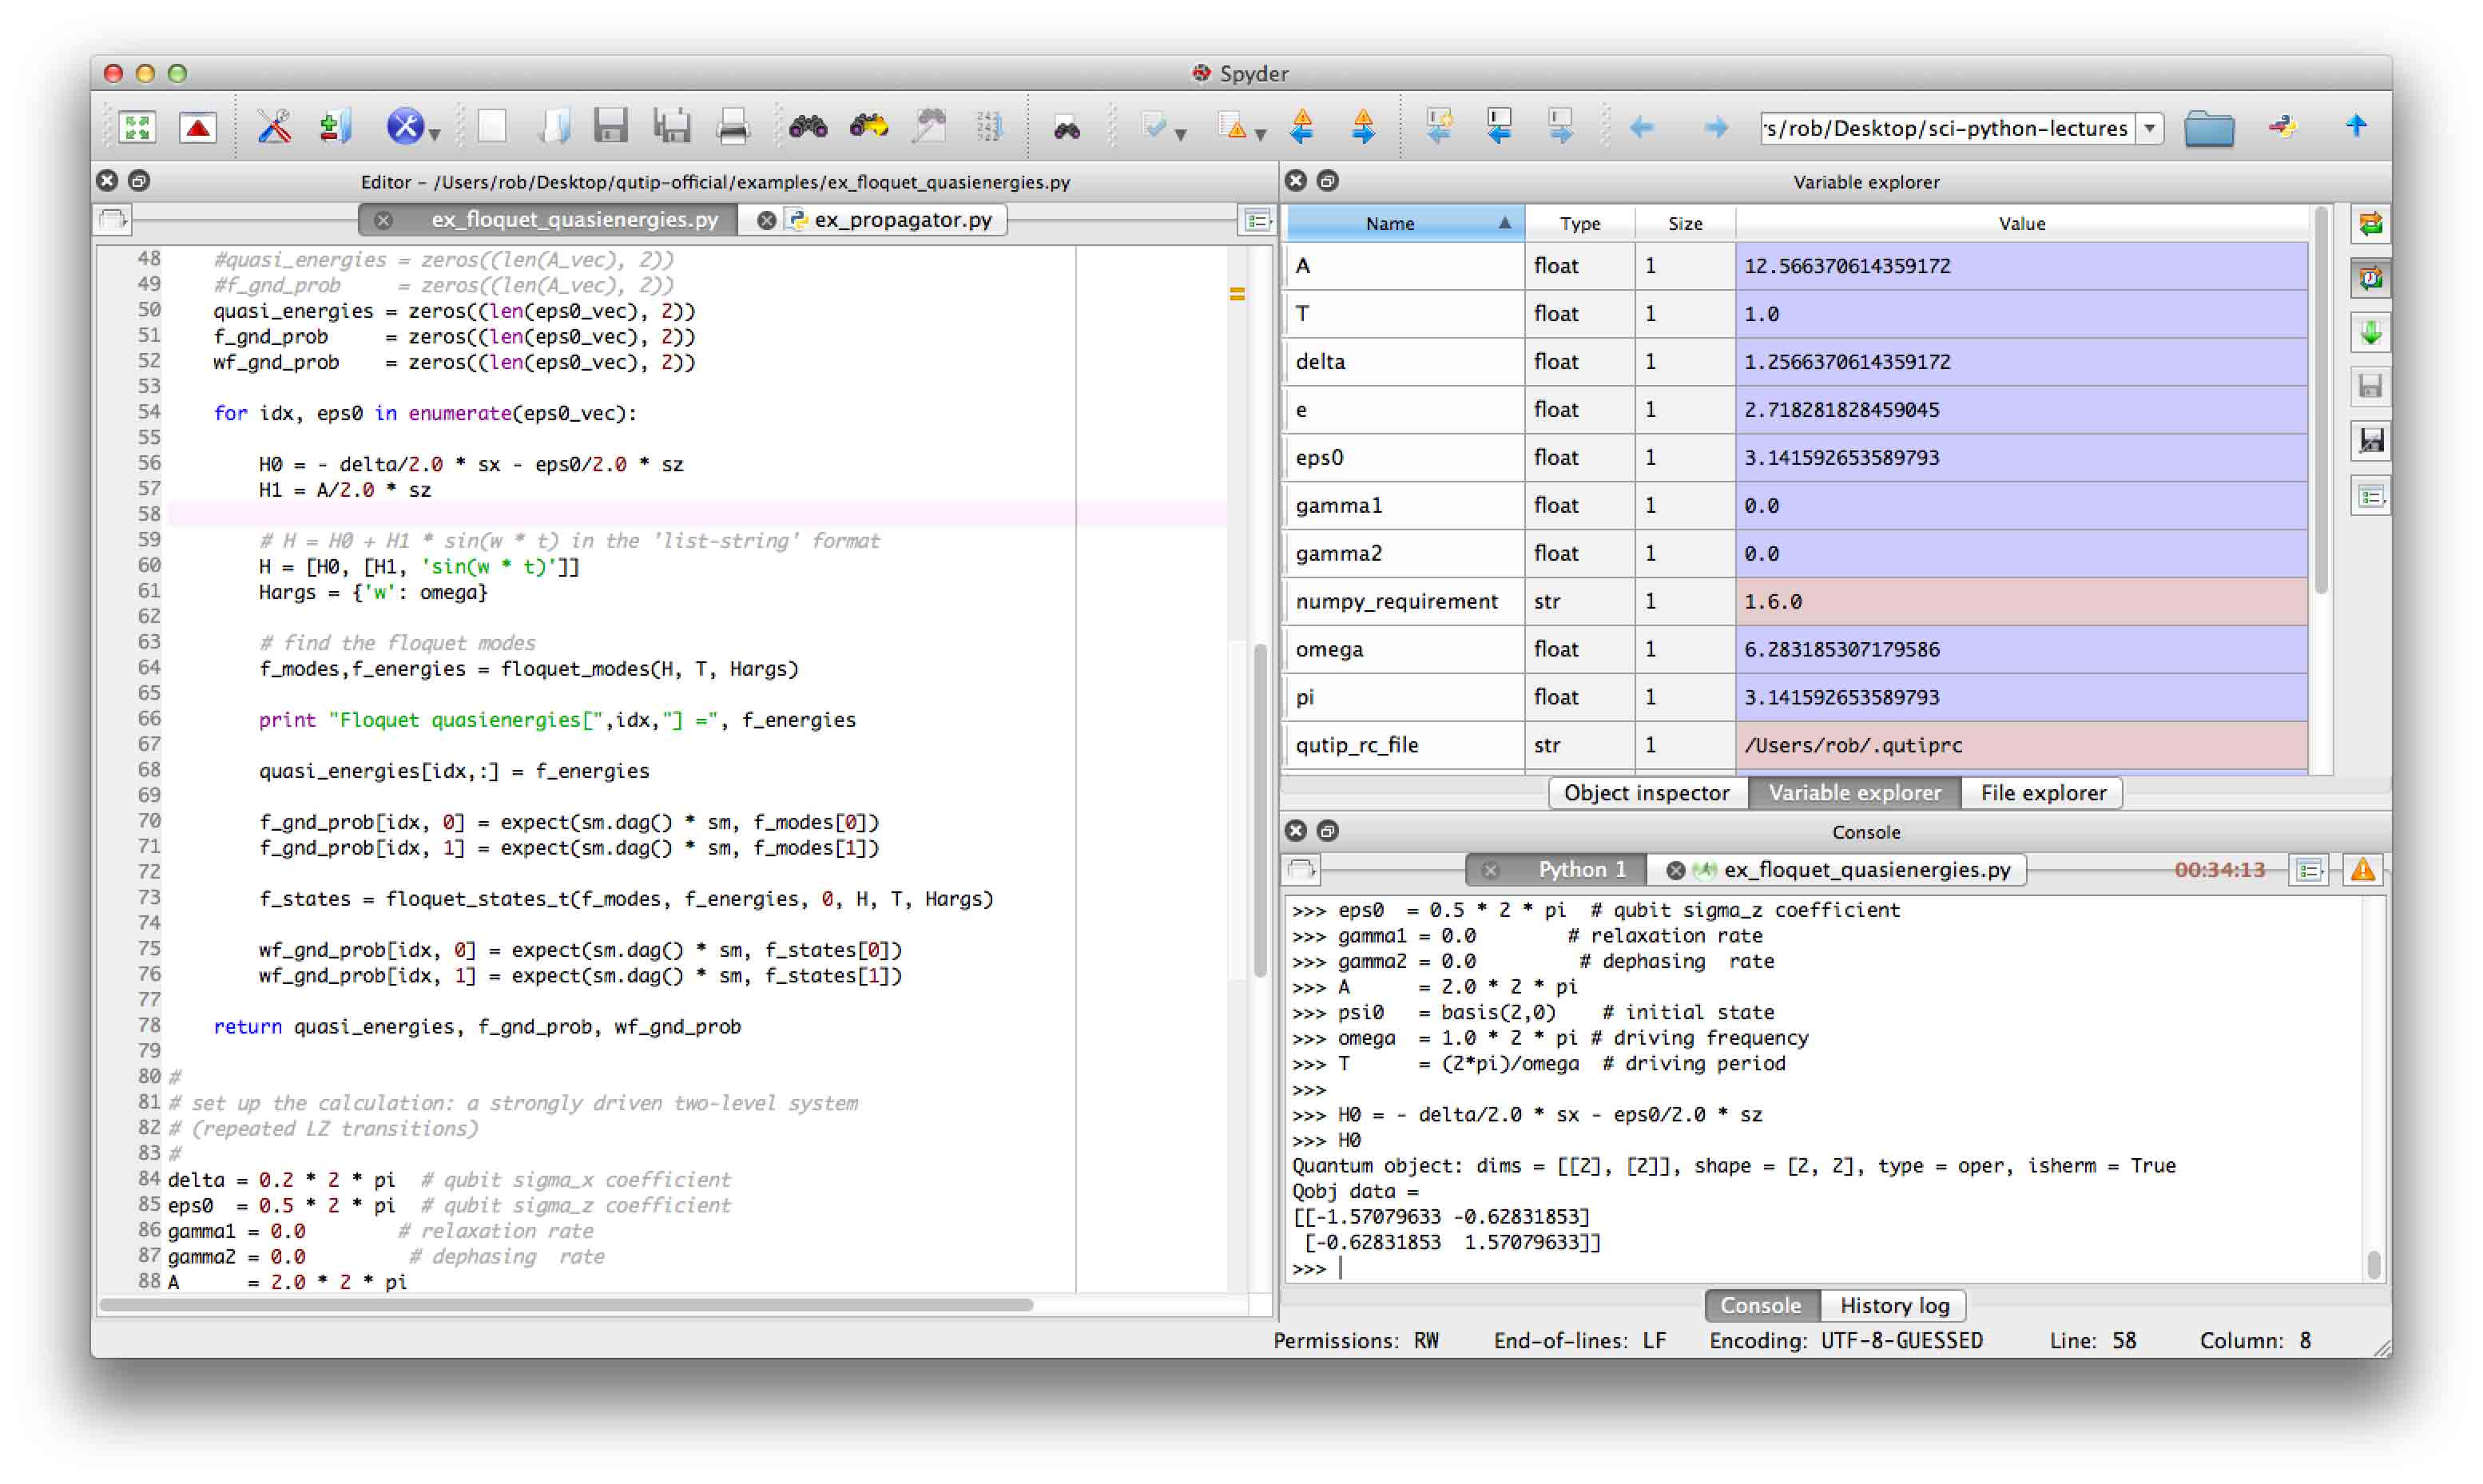 Spyder
's/rob/Desktop/sci-python-lectures
Editor – /Users/rob/Desktop/qutip-official/examples/ex_floquet_quasienergies.py
ex_floquet_quasienergies.py
ex_propagator.py
48 #quasi_energies = zeros((len(A_vec), 2))
49 #f_gnd_prob     = zeros((len(A_vec), 2))
50 quasi_energies = zeros((len(eps0_vec), 2))
51 f_gnd_prob     = zeros((len(eps0_vec), 2))
52 wf_gnd_prob    = zeros((len(eps0_vec), 2))
53
54 for idx, eps0 in enumerate(eps0_vec):
55
56     H0 = - delta/2.0 * sx - eps0/2.0 * sz
57     H1 = A/2.0 * sz
58
59     # H = H0 + H1 * sin(w * t) in the 'list-string' format
60     H = [H0, [H1, 'sin(w * t)']]
61     Hargs = {'w': omega}
62
63     # find the floquet modes
64     f_modes,f_energies = floquet_modes(H, T, Hargs)
65
66     print "Floquet quasienergies[",idx,"] =", f_energies
67
68     quasi_energies[idx,:] = f_energies
69
70     f_gnd_prob[idx, 0] = expect(sm.dag() * sm, f_modes[0])
71     f_gnd_prob[idx, 1] = expect(sm.dag() * sm, f_modes[1])
72
73     f_states = floquet_states_t(f_modes, f_energies, 0, H, T, Hargs)
74
75     wf_gnd_prob[idx, 0] = expect(sm.dag() * sm, f_states[0])
76     wf_gnd_prob[idx, 1] = expect(sm.dag() * sm, f_states[1])
77
78 return quasi_energies, f_gnd_prob, wf_gnd_prob
79
80 #
81 # set up the calculation: a strongly driven two-level system
82 # (repeated LZ transitions)
83 #
84 delta = 0.2 * 2 * pi  # qubit sigma_x coefficient
85 eps0  = 0.5 * 2 * pi  # qubit sigma_z coefficient
86 gamma1 = 0.0        # relaxation rate
87 gamma2 = 0.0         # dephasing  rate
88 A      = 2.0 * 2 * pi
Variable explorer
Name Type Size Value
A float 1 12.566370614359172
T float 1 1.0
delta float 1 1.2566370614359172
e float 1 2.718281828459045
eps0 float 1 3.141592653589793
gamma1 float 1 0.0
gamma2 float 1 0.0
numpy_requirement str 1 1.6.0
omega float 1 6.283185307179586
pi float 1 3.141592653589793
qutip_rc_file str 1 /Users/rob/.qutiprc
Object inspector Variable explorer File explorer
Console
Python 1 ex_floquet_quasienergies.py 00:34:13
>>> eps0  = 0.5 * 2 * pi  # qubit sigma_z coefficient
>>> gamma1 = 0.0        # relaxation rate
>>> gamma2 = 0.0         # dephasing  rate
>>> A      = 2.0 * 2 * pi
>>> psi0   = basis(2,0)    # initial state
>>> omega  = 1.0 * 2 * pi # driving frequency
>>> T      = (2*pi)/omega  # driving period
>>>
>>> H0 = - delta/2.0 * sx - eps0/2.0 * sz
>>> H0
Quantum object: dims = [[2], [2]], shape = [2, 2], type = oper, isherm = True
Qobj data =
[[-1.57079633 -0.62831853]
 [-0.62831853  1.57079633]]
>>>
Console History log
Permissions: RW End-of-lines: LF Encoding: UTF-8-GUESSED Line: 58 Column: 8